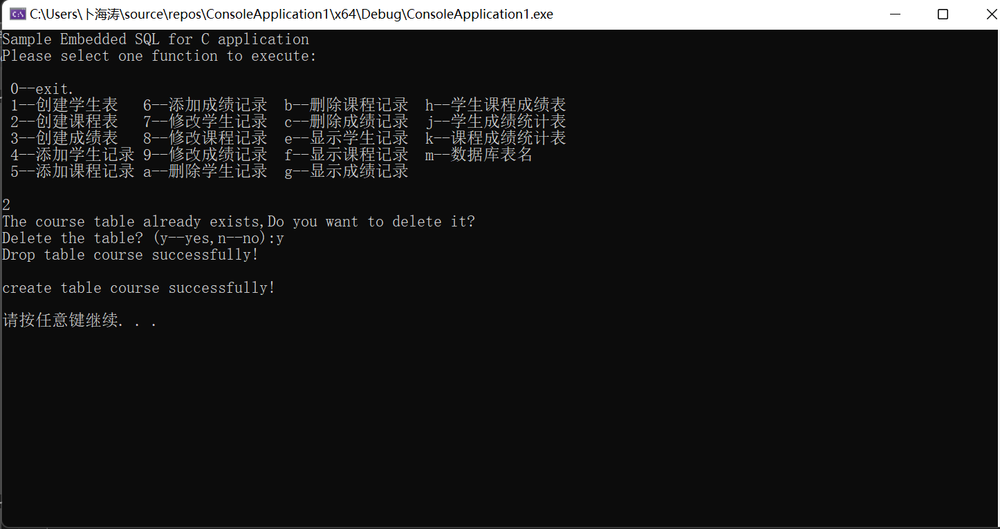 C:\Users\卜海涛\source\repos\ConsoleApplication1\x64\Debug\ConsoleApplication1.exe
Sample Embedded SQL for C application
Please select one function to execute:
0--exit.
1--创建学生表 6--添加成绩记录 b--删除课程记录 h--学生课程成绩表
2--创建课程表 7--修改学生记录 c--删除成绩记录 j--学生成绩统计表
3--创建成绩表 8--修改课程记录 e--显示学生记录 k--课程成绩统计表
4--添加学生记录 9--修改成绩记录 f--显示课程记录 m--数据库表名
5--添加课程记录 a--删除学生记录 g--显示成绩记录
2
The course table already exists,Do you want to delete it?
Delete the table? (y--yes,n--no):y
Drop table course successfully!
create table course successfully!
请按任意键继续. . .